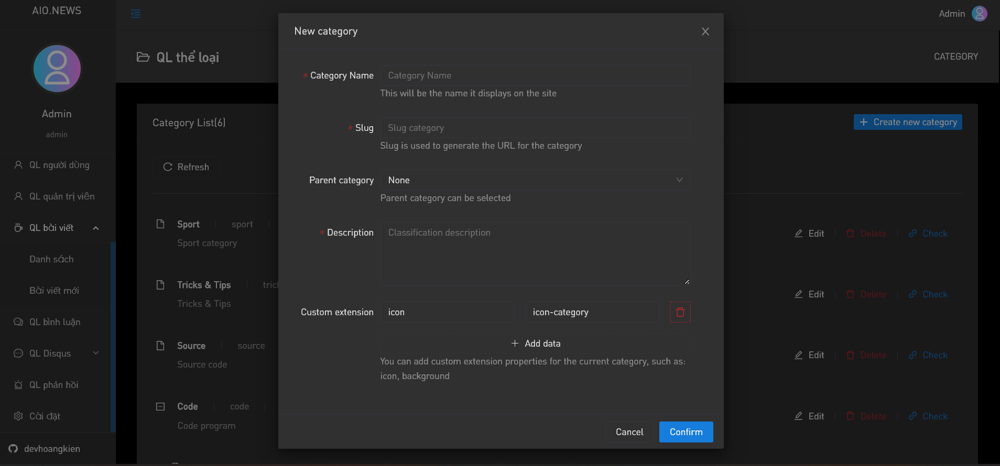 AIO.NEWS
Admin
admin
QL người dùng
QL quản trị viên
QL bài viết
Danh sách
Bài viết mới
QL bình luận
QL Disqus
QL phản hồi
Cài đặt
devhoangkien
Admin
QL thể loại
CATEGORY
Category List(6)
Create new category
Refresh
Sport
sport
Sport category
Edit
Delete
Check
Tricks & Tips
Tricks & Tips
Edit
Delete
Check
Source
source
Source code
Edit
Delete
Check
Code
code
Code program
Edit
Delete
Check
New category
* Category Name
Category Name
This will be the name it displays on the site
* Slug
Slug category
Slug is used to generate the URL for the category
Parent category
None
Parent category can be selected
* Description
Classification description
Custom extension
icon
icon-category
Add data
You can add custom extension properties for the current category, such as:
icon, background
Cancel
Confirm